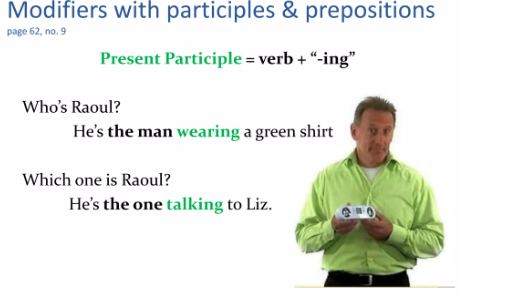 Modifiers with participles & prepositions
page 62, no. 9
Present Participle = verb + “-ing”
Who’s Raoul?
He’s the man wearing a green shirt
Which one is Raoul?
He’s the one talking to Liz.